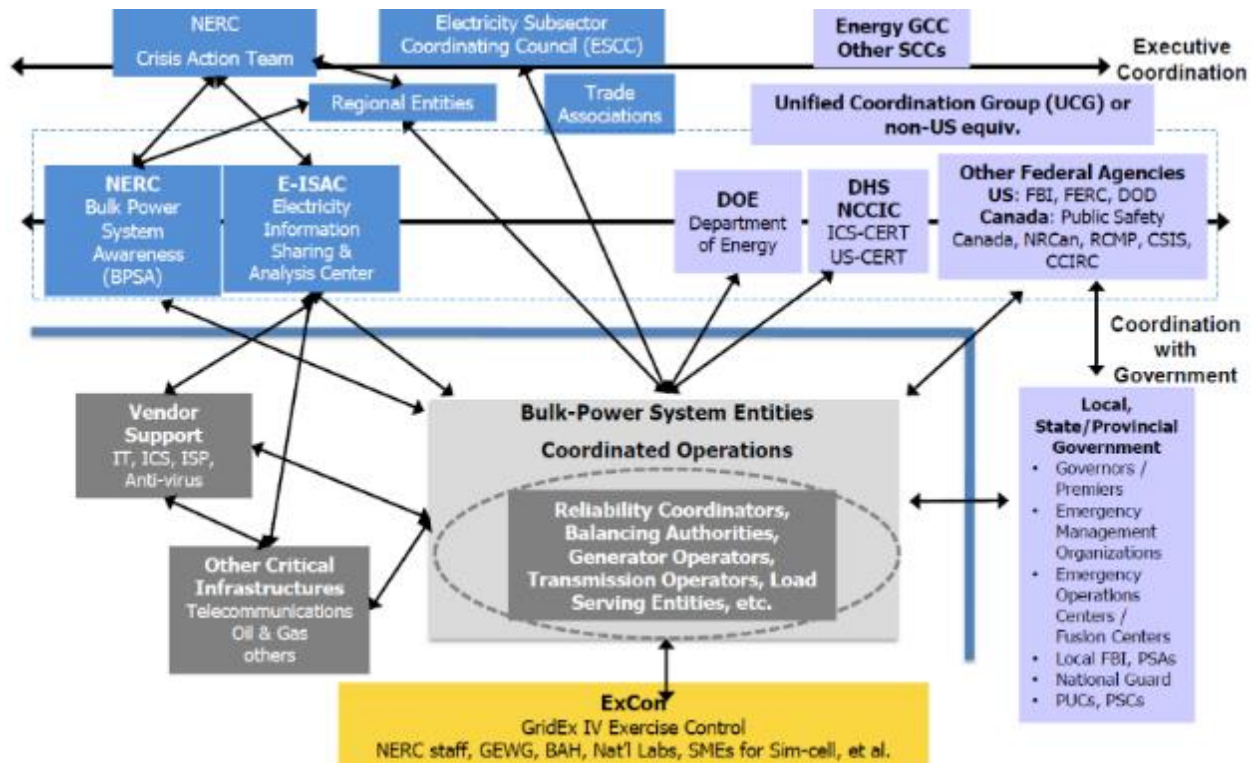 NERC
Crisis Action Team
Electricity Subsector
Coordinating Council (ESCC)
Energy GCC
Other SCCs
Executive
Coordination
Regional Entities
Trade
Associations
Unified Coordination Group (UCG) or
non-US equiv.
NERC
Bulk Power
System
Awareness
(BPSA)
E-ISAC
Electricity
Information
Sharing &
Analysis Center
DOE
Department
of Energy
DHS
NCCIC
ICS-CERT
US-CERT
Other Federal Agencies
US: FBI, FERC, DOD
Canada: Public Safety
Canada, NRCan, RCMP, CSIS,
CCIRC
Coordination
with
Government
Vendor
Support
IT, ICS, ISP,
Anti-virus
Other Critical
Infrastructures
Telecommunications
Oil & Gas
others
Bulk-Power System Entities
Coordinated Operations
Reliability Coordinators,
Balancing Authorities,
Generator Operators,
Transmission Operators, Load
Serving Entities, etc.
Local,
State/Provincial
Government
• Governors /
Premiers
• Emergency
Management
Organizations
• Emergency
Operations
Centers /
Fusion Centers
• Local FBI, PSAs
• National Guard
• PUCs, PSCs
ExCon
GridEx IV Exercise Control
NERC staff, GEWG, BAH, Nat'l Labs, SMEs for Sim-cell, et al.